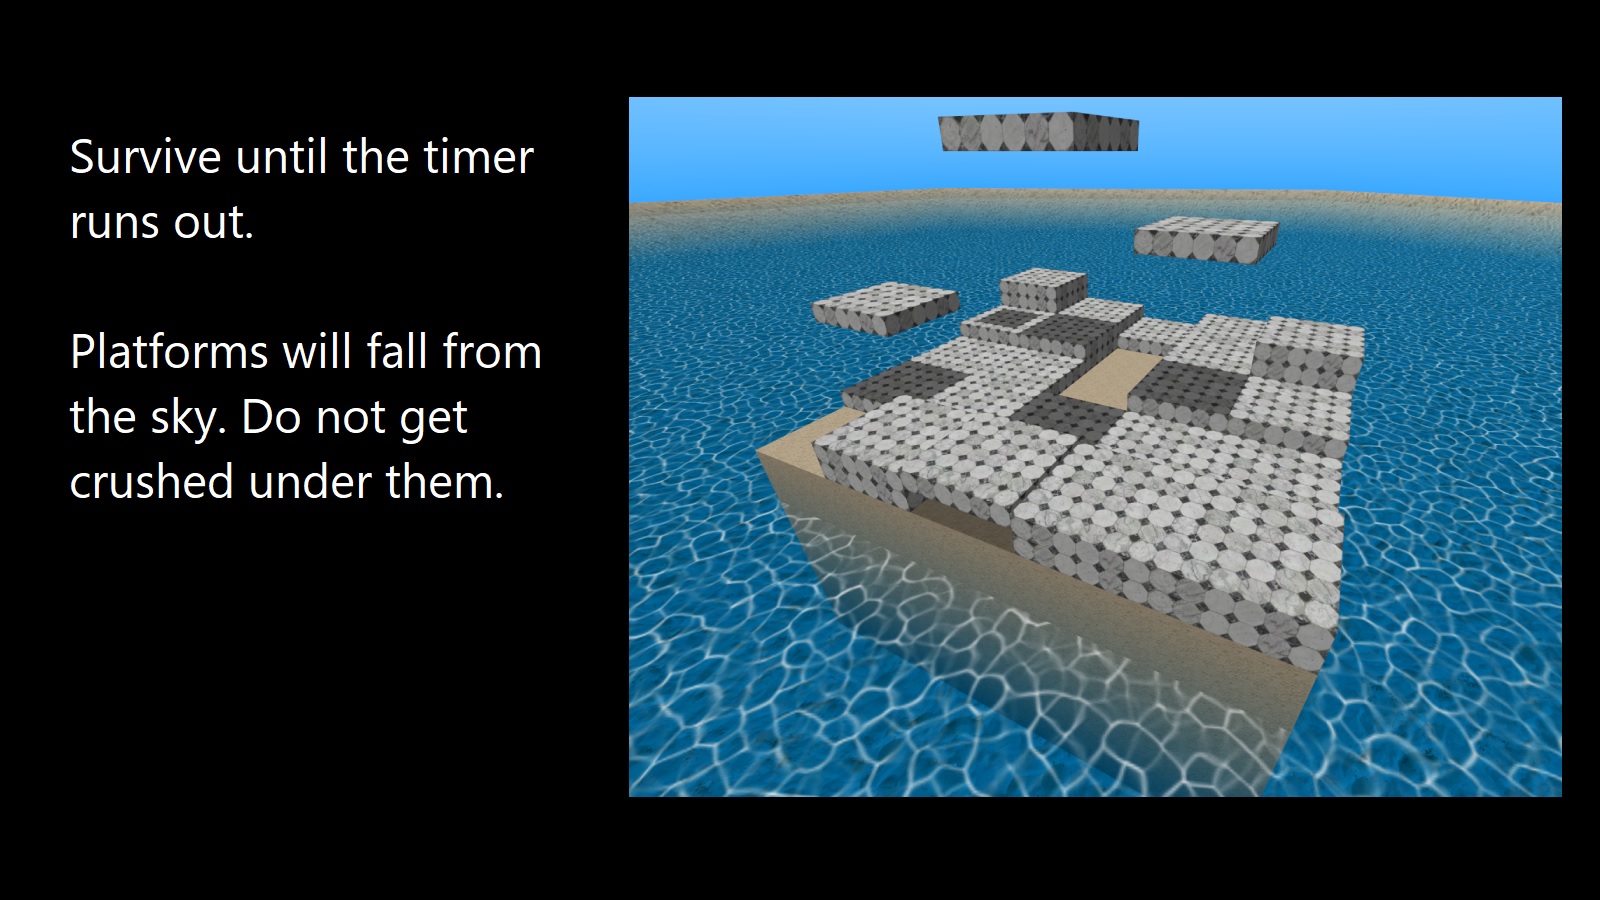 Survive until the timer
runs out.
Platforms will fall from
the sky. Do not get
crushed under them.